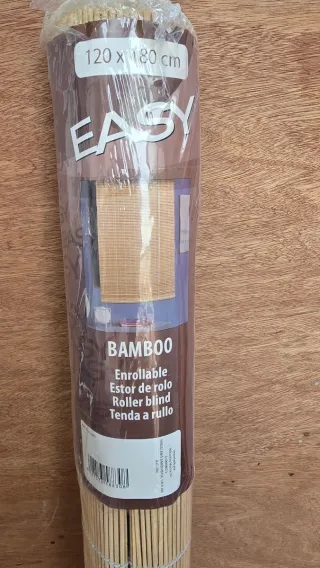 120 x 180 cm
EASY
BAMBOO
Enrollable
Estor de rolo
Roller blind
Tenda a rullo